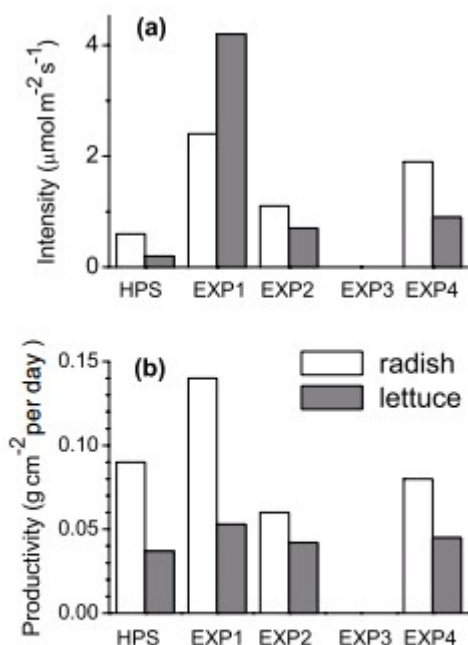 (a)
Intensity (μmol m⁻² s⁻¹)
4
2
0
HPS EXP1 EXP2 EXP3 EXP4
(b)
radish
lettuce
Productivity (g cm⁻² per day )
0.15
0.10
0.05
0.00
HPS EXP1 EXP2 EXP3 EXP4